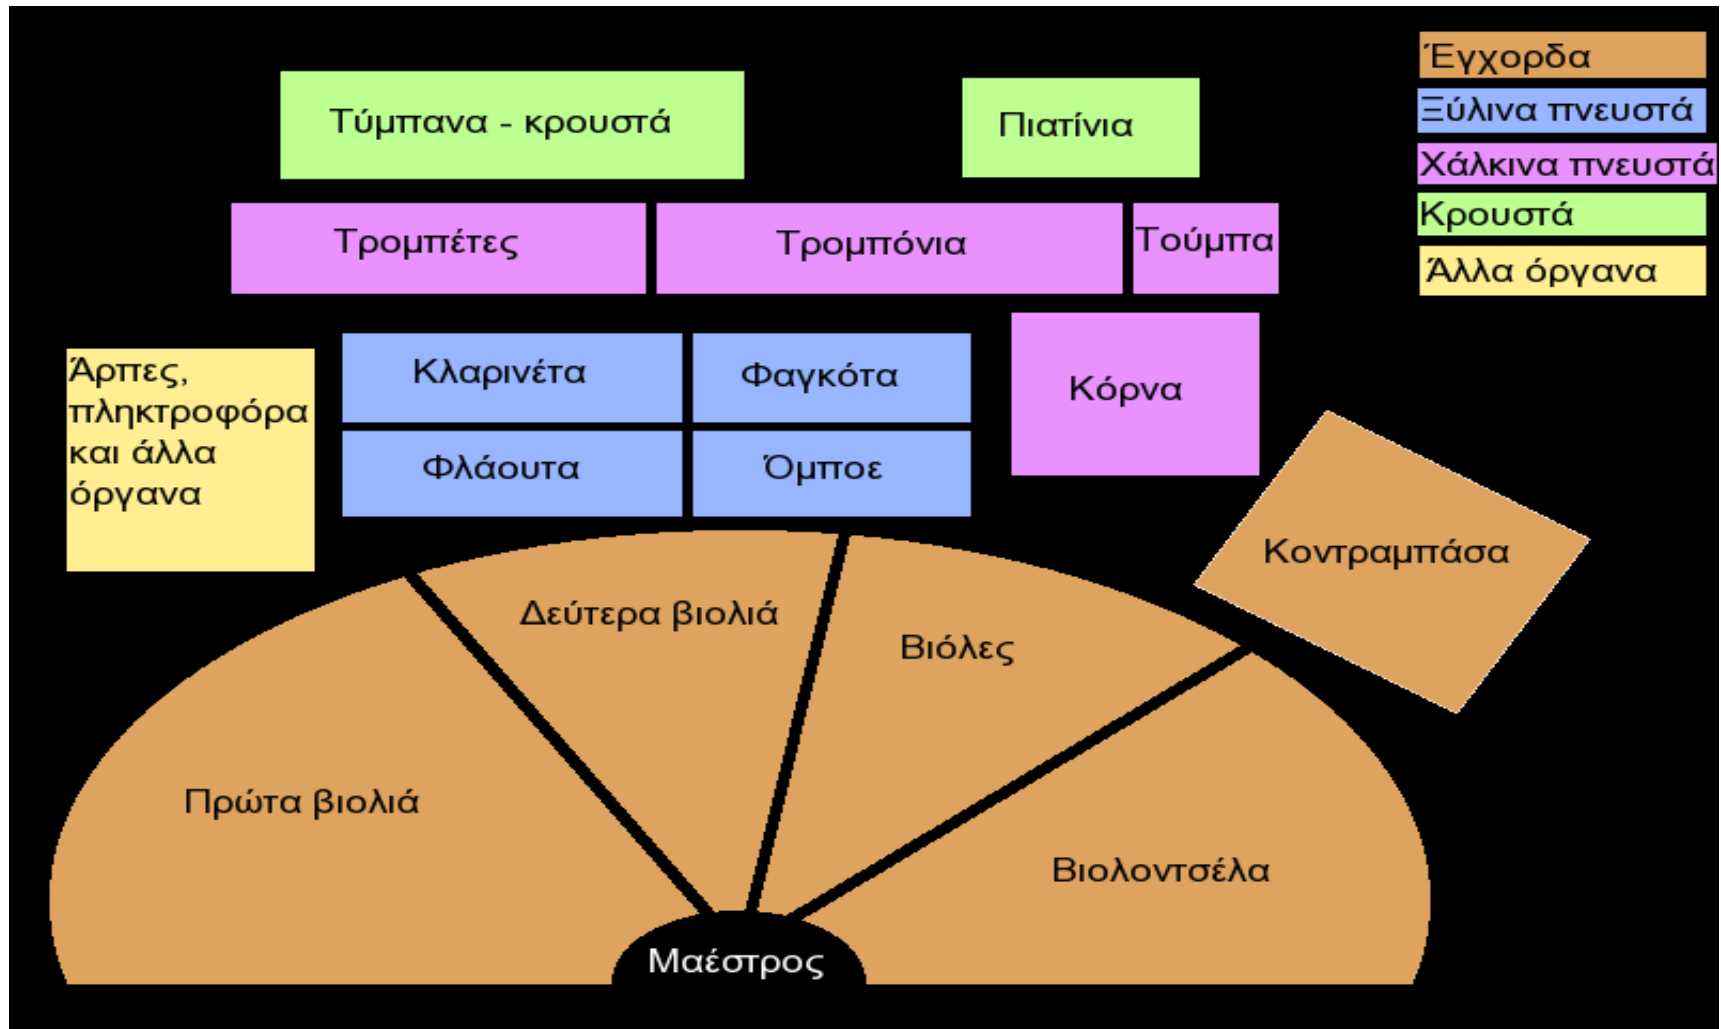 Τύμπανα - κρουστά
Πιατίνια
Τρομπέτες
Τρομπόνια
Τούμπα
Άρπες,
πληκτροφόρα
και άλλα
όργανα
Κλαρινέτα
Φαγκότα
Κόρνα
Φλάουτα
Όμποε
Κοντραμπάσα
Δεύτερα βιολιά
Βιόλες
Πρώτα βιολιά
Βιολοντσέλα
Μαέστρος
Έγχορδα
Ξύλινα πνευστά
Χάλκινα πνευστά
Κρουστά
Άλλα όργανα